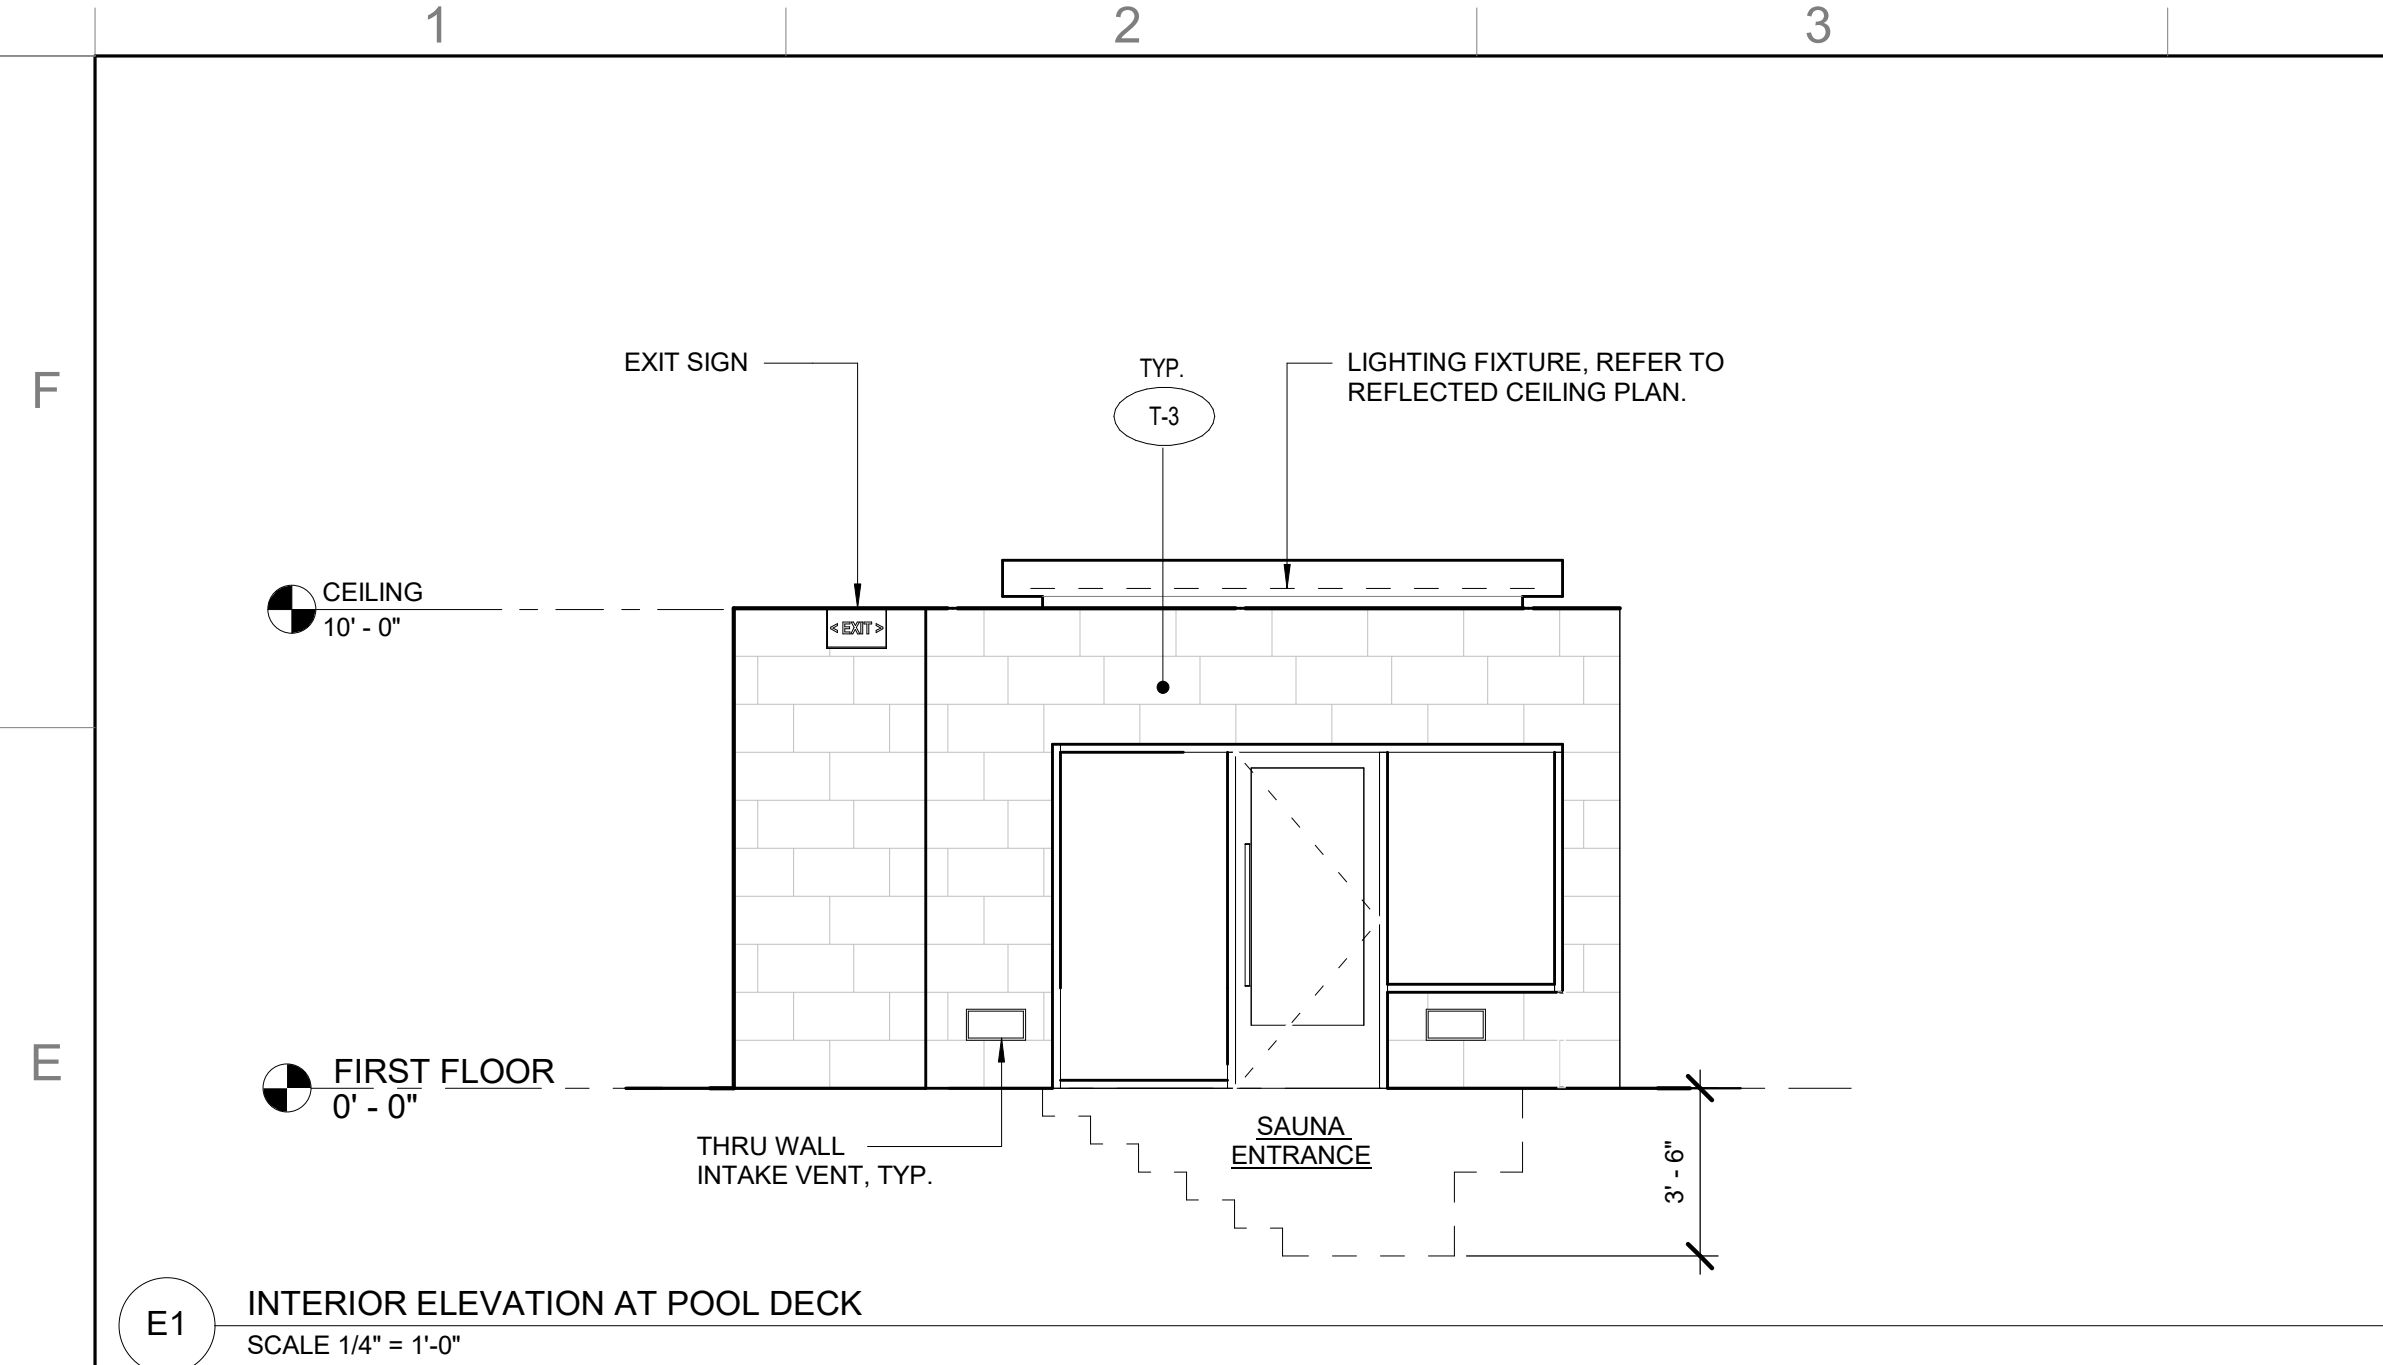 1
2
3
F
E
EXIT SIGN
TYP.
T-3
LIGHTING FIXTURE, REFER TO
REFLECTED CEILING PLAN.
CEILING
10' - 0"
< EXIT >
FIRST FLOOR
0' - 0"
THRU WALL
INTAKE VENT, TYP.
SAUNA
ENTRANCE
3' - 6"
E1
INTERIOR ELEVATION AT POOL DECK
SCALE 1/4" = 1'-0"